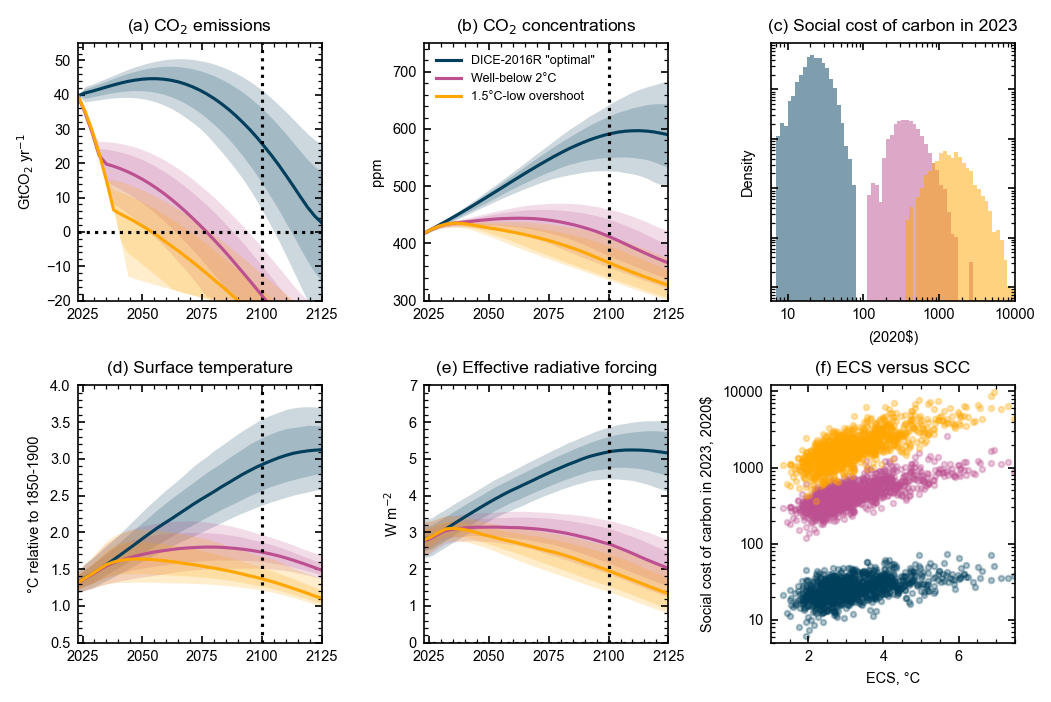 (a) CO₂ emissions
GtCO₂ yr⁻¹
50
40
30
20
10
0
−10
−20
2025 2050 2075 2100 2125
(b) CO₂ concentrations
ppm
700
600
500
400
300
DICE-2016R "optimal"
Well-below 2°C
1.5°C-low overshoot
2025 2050 2075 2100 2125
(c) Social cost of carbon in 2023
Density
10 100 1000 10000
(2020$)
(d) Surface temperature
°C relative to 1850-1900
4.0
3.5
3.0
2.5
2.0
1.5
1.0
0.5
2025 2050 2075 2100 2125
(e) Effective radiative forcing
W m⁻²
7
6
5
4
3
2
1
0
2025 2050 2075 2100 2125
(f) ECS versus SCC
Social cost of carbon in 2023, 2020$
10000
1000
100
10
2 4 6
ECS, °C